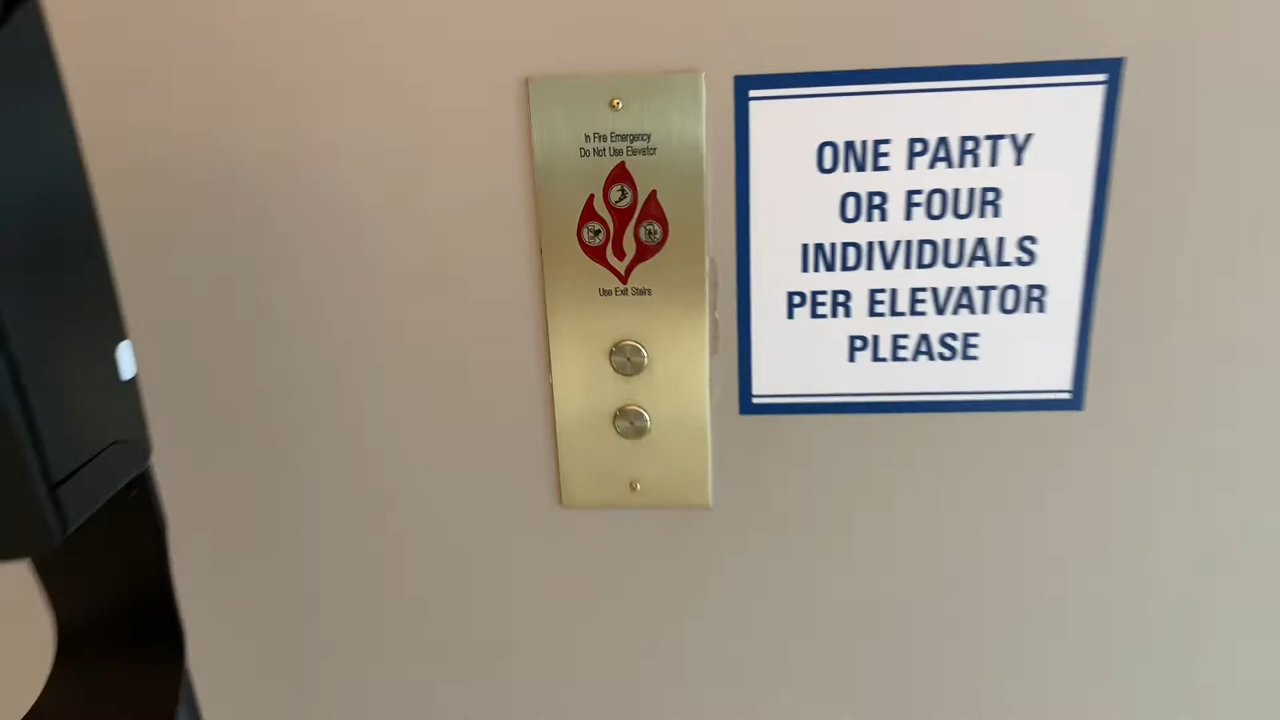 In Fire Emergency
Do Not Use Elevator
Use Exit Stairs
ONE PARTY
OR FOUR
INDIVIDUALS
PER ELEVATOR
PLEASE